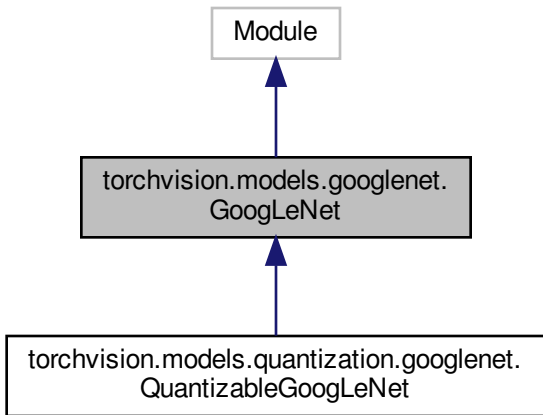 Module
torchvision.models.googlenet.
GoogLeNet
torchvision.models.quantization.googlenet.
QuantizableGoogLeNet